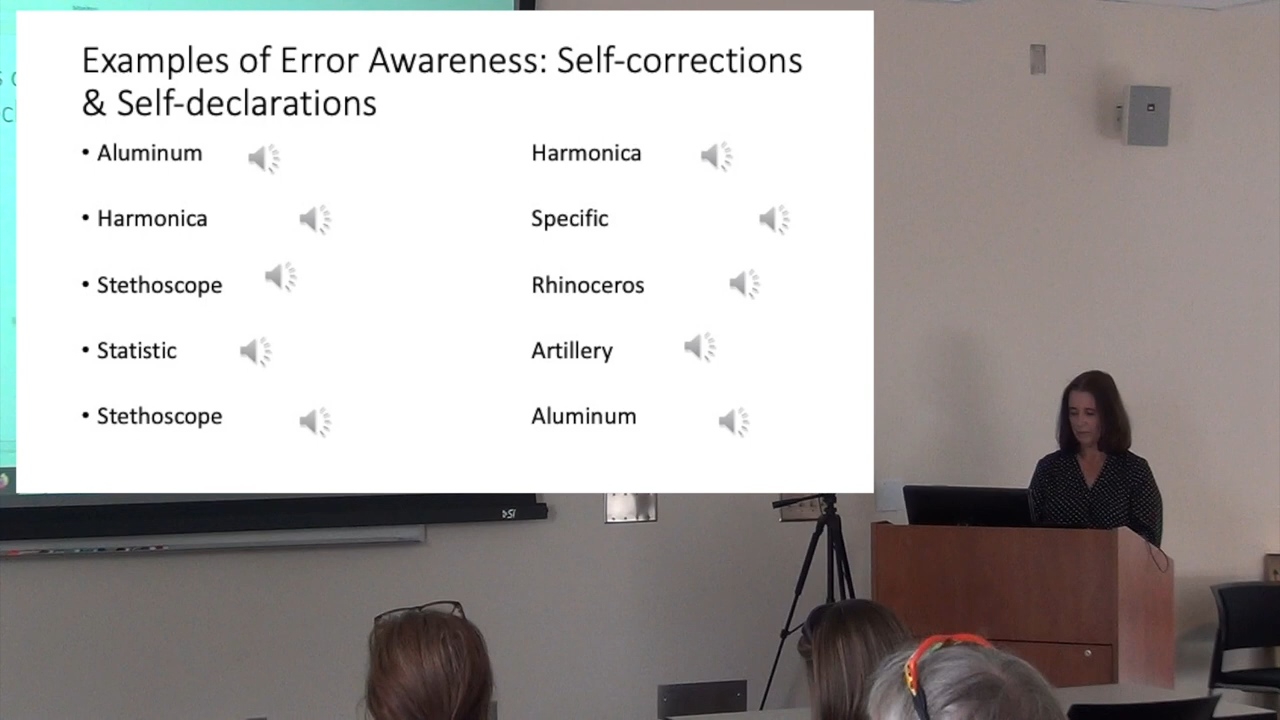 Examples of Error Awareness: Self-corrections
& Self-declarations
• Aluminum
Harmonica
• Harmonica
Specific
• Stethoscope
Rhinoceros
• Statistic
Artillery
• Stethoscope
Aluminum